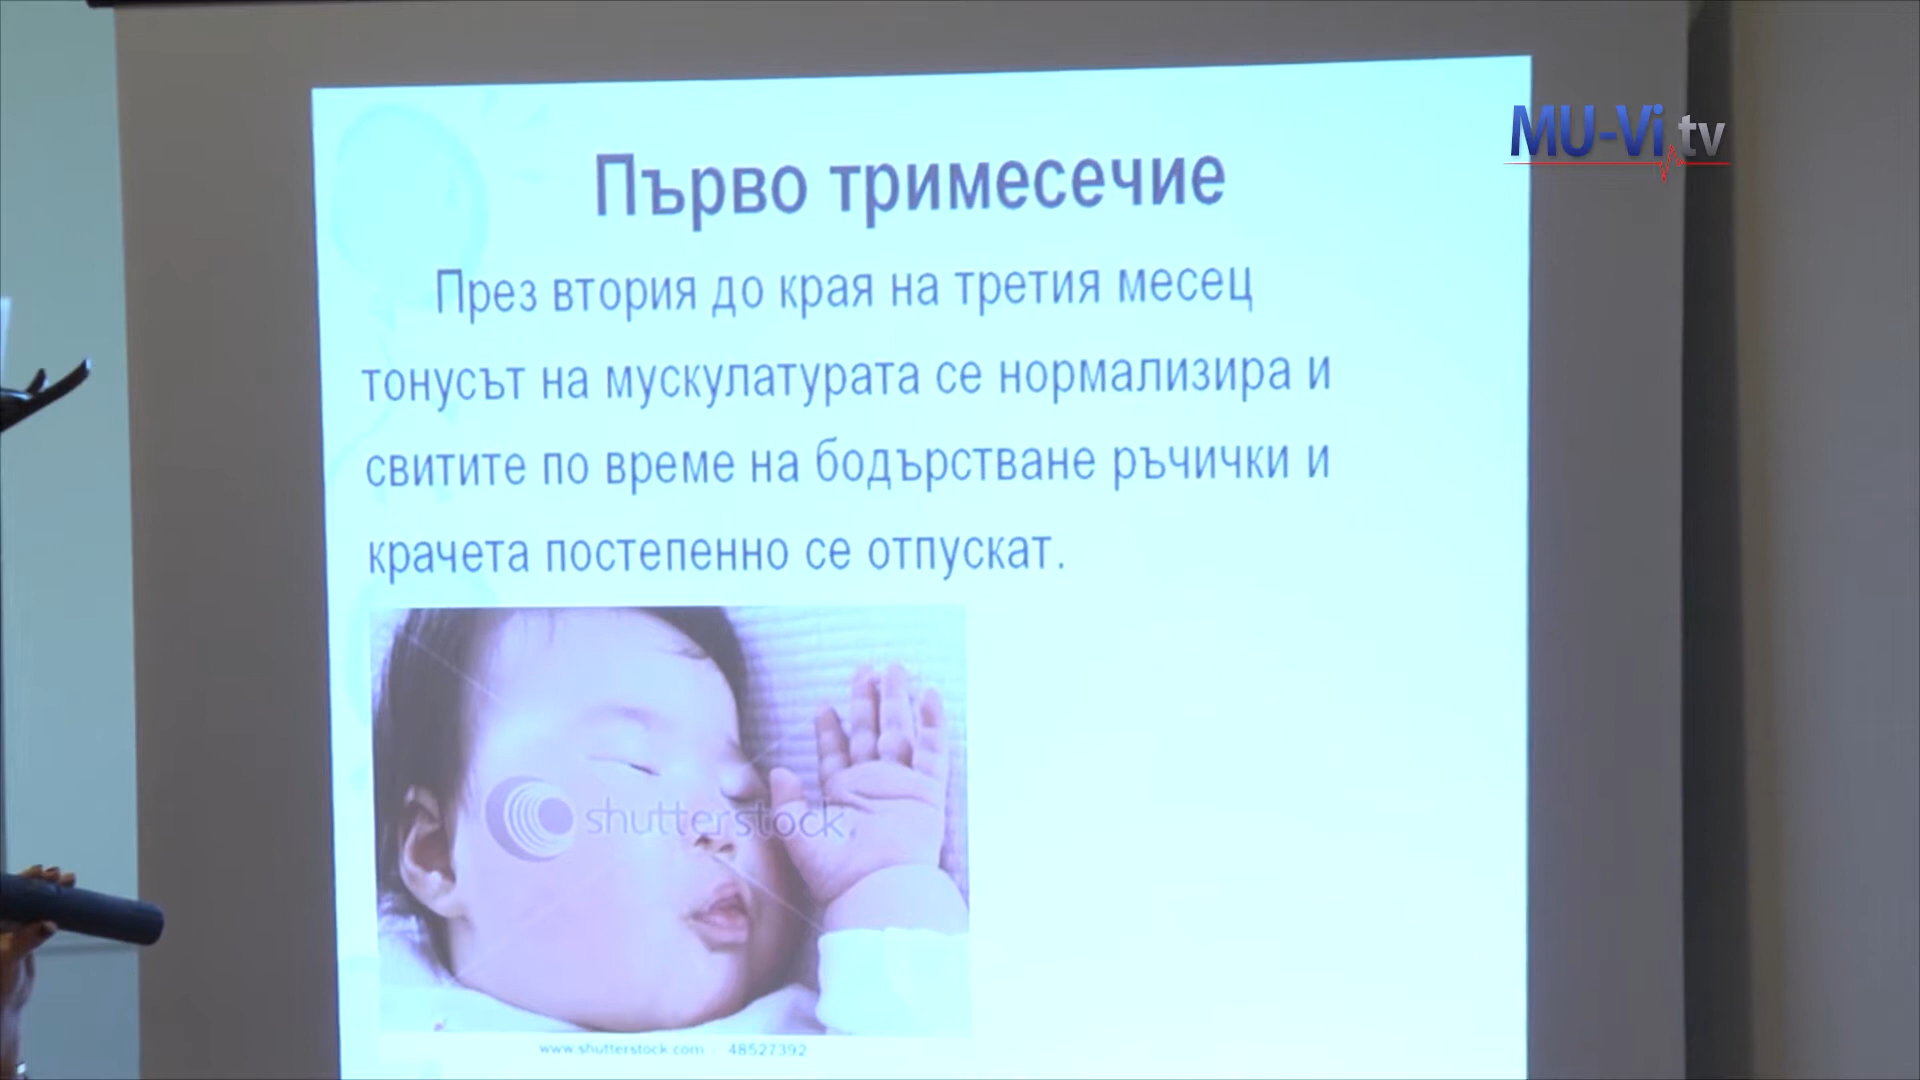 MU-Vi.tv
Първо тримесечие
През втория до края на третия месец
тонусът на мускулатурата се нормализира и
свитите по време на бодърстване ръчички и
крачета постепенно се отпускат.
shutterstock
www.shutterstock.com · 48527392